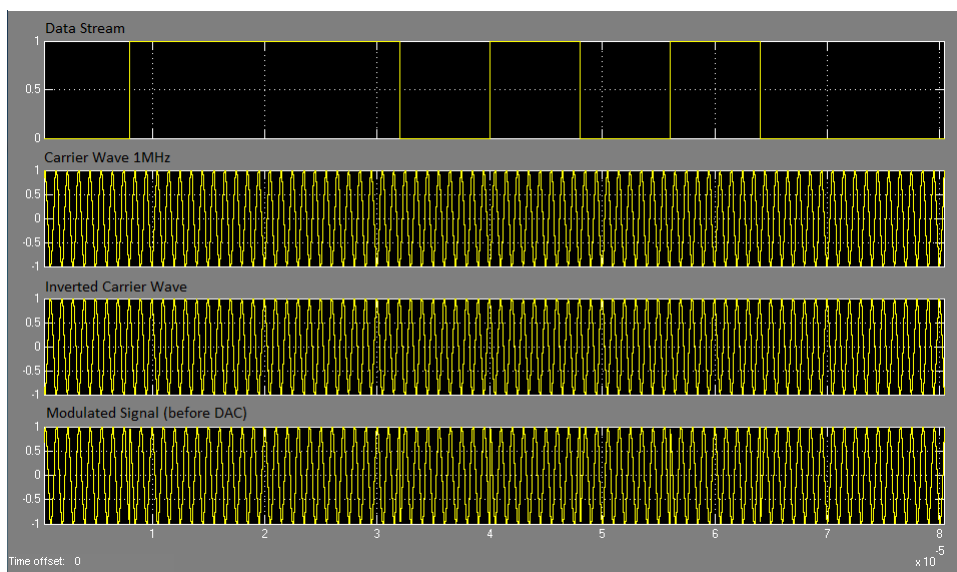 Data Stream
1
0.5
0
Carrier Wave 1MHz
1
0.5
0
-0.5
-1
Inverted Carrier Wave
1
0.5
0
-0.5
-1
Modulated Signal (before DAC)
1
0.5
0
-0.5
-1
1 2 3 4 5 6 7 8
-5
x 10
Time offset: 0